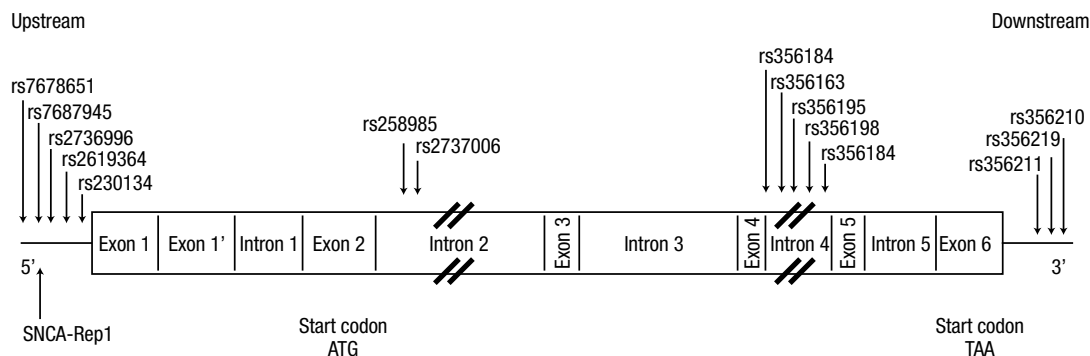 Upstream
Downstream
rs7678651
rs7687945
rs2736996
rs2619364
rs230134
rs258985
rs2737006
rs356184
rs356163
rs356195
rs356198
rs356184
rs356210
rs356219
rs356211
Exon 1
Exon 1’
Intron 1
Exon 2
Intron 2
Exon 3
Intron 3
Exon 4
Intron 4
Exon 5
Intron 5
Exon 6
5’
3’
SNCA-Rep1
Start codon
ATG
Start codon
TAA